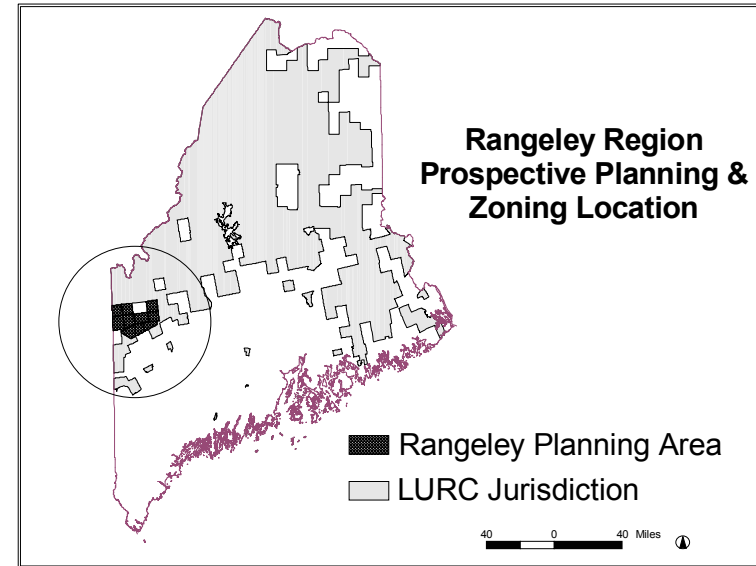 Rangeley Region
Prospective Planning &
Zoning Location
Rangeley Planning Area
LURC Jurisdiction
40 0 40 Miles